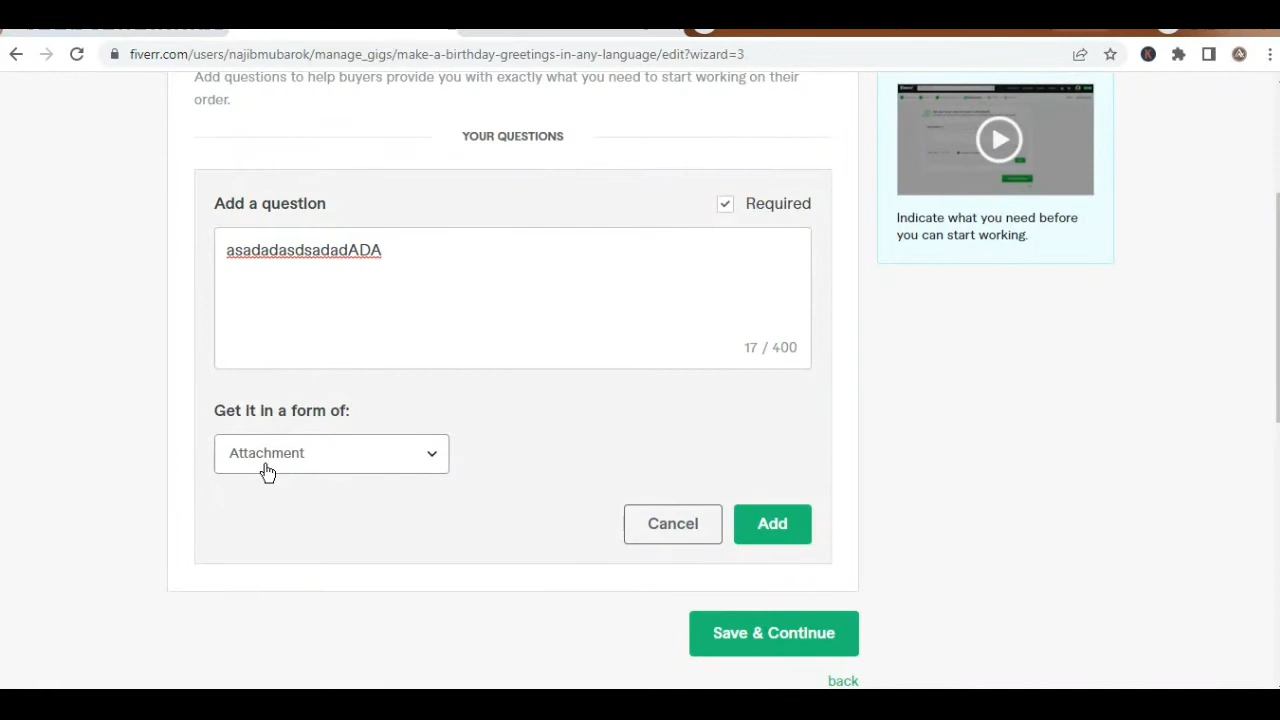 fiverr.com/users/najibmubarok/manage_gigs/make-a-birthday-greetings-in-any-language/edit?wizard=3
Add questions to help buyers provide you with exactly what you need to start working on their
order.
YOUR QUESTIONS
Add a question
Required
asadadasdsadadADA
17 / 400
Get it in a form of:
Attachment
Cancel
Add
Save & Continue
back
Indicate what you need before
you can start working.